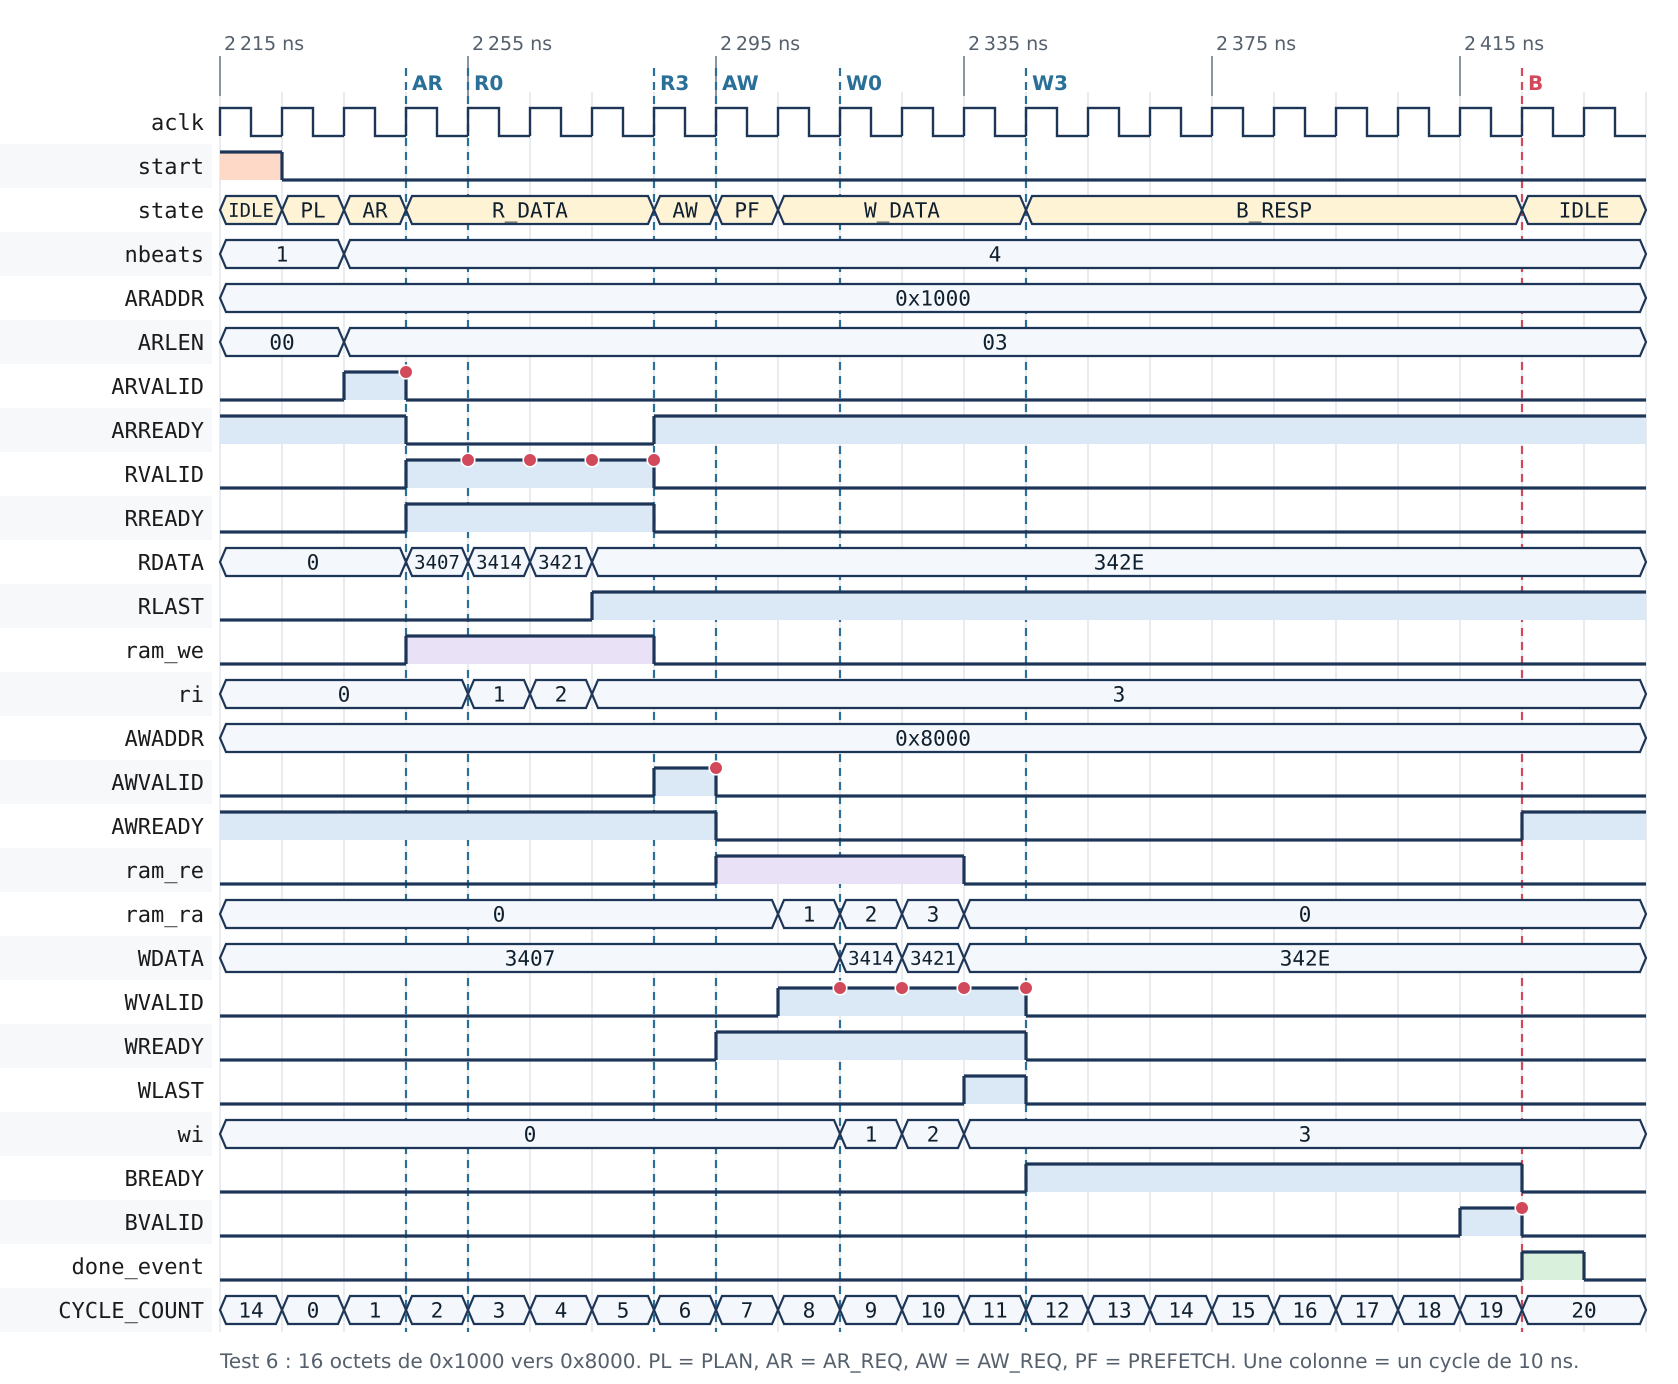 2 215 ns 2 255 ns 2 295 ns 2 335 ns 2 375 ns 2 415 ns
AR R0 R3 AW W0 W3 B
aclk
start
state IDLE PL AR R_DATA AW PF W_DATA B_RESP IDLE
nbeats 1 4
ARADDR 0x1000
ARLEN 00 03
ARVALID
ARREADY
RVALID
RREADY
RDATA 0 3407 3414 3421 342E
RLAST
ram_we
ri 0 1 2 3
AWADDR 0x8000
AWVALID
AWREADY
ram_re
ram_ra 0 1 2 3 0
WDATA 3407 3414 3421 342E
WVALID
WREADY
WLAST
wi 0 1 2 3
BREADY
BVALID
done_event
CYCLE_COUNT 14 0 1 2 3 4 5 6 7 8 9 10 11 12 13 14 15 16 17 18 19 20
Test 6 : 16 octets de 0x1000 vers 0x8000. PL = PLAN, AR = AR_REQ, AW = AW_REQ, PF = PREFETCH. Une colonne = un cycle de 10 ns.